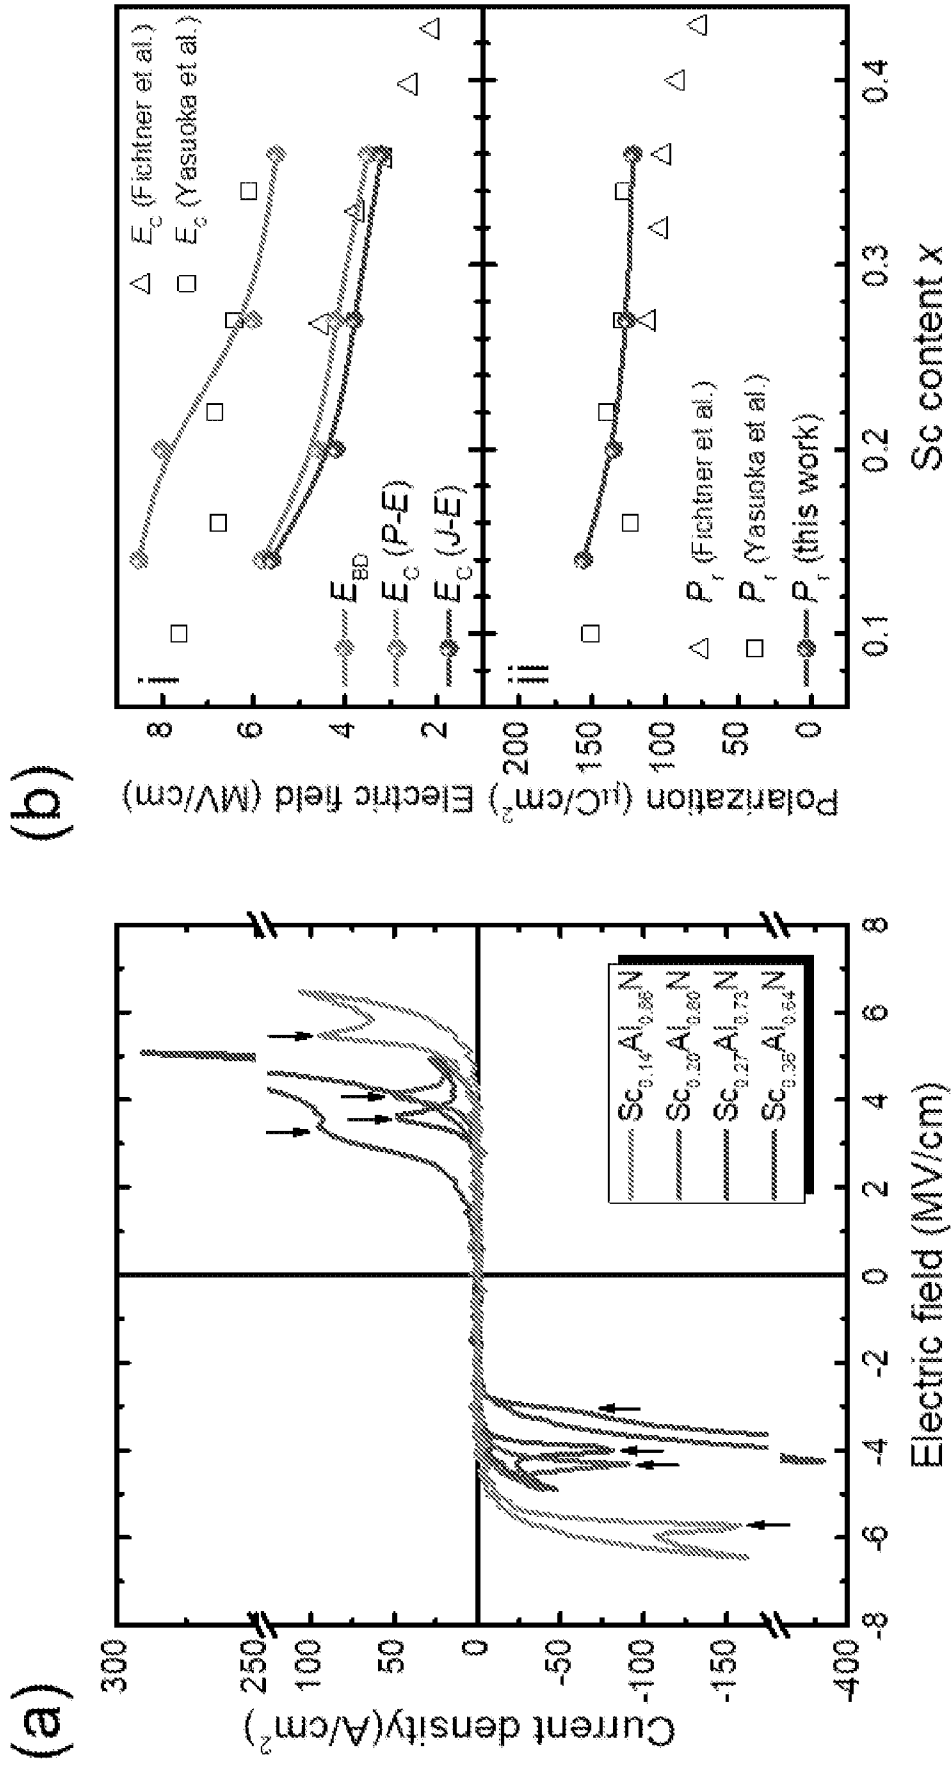 (a)
300
250
100
50
0
-50
-100
-150
-400
Current density(A/cm²)
-8
-6
-4
-2
0
2
4
6
8
Electric field (MV/cm)
Sc0.14Al0.86N
Sc0.20Al0.80N
Sc0.27Al0.73N
Sc0.36Al0.64N
(b)
i
8
6
4
2
Electric field (MV/cm)
EC (Fichtner et al.)
EC (Yasuoka et al.)
EBD
EC (P-E)
EC (J-E)
ii
200
150
100
50
0
Polarization (μC/cm²)
Pr (Fichtner et al.)
Pr (Yasuoka et al.)
Pr (this work)
0.1
0.2
0.3
0.4
Sc content x